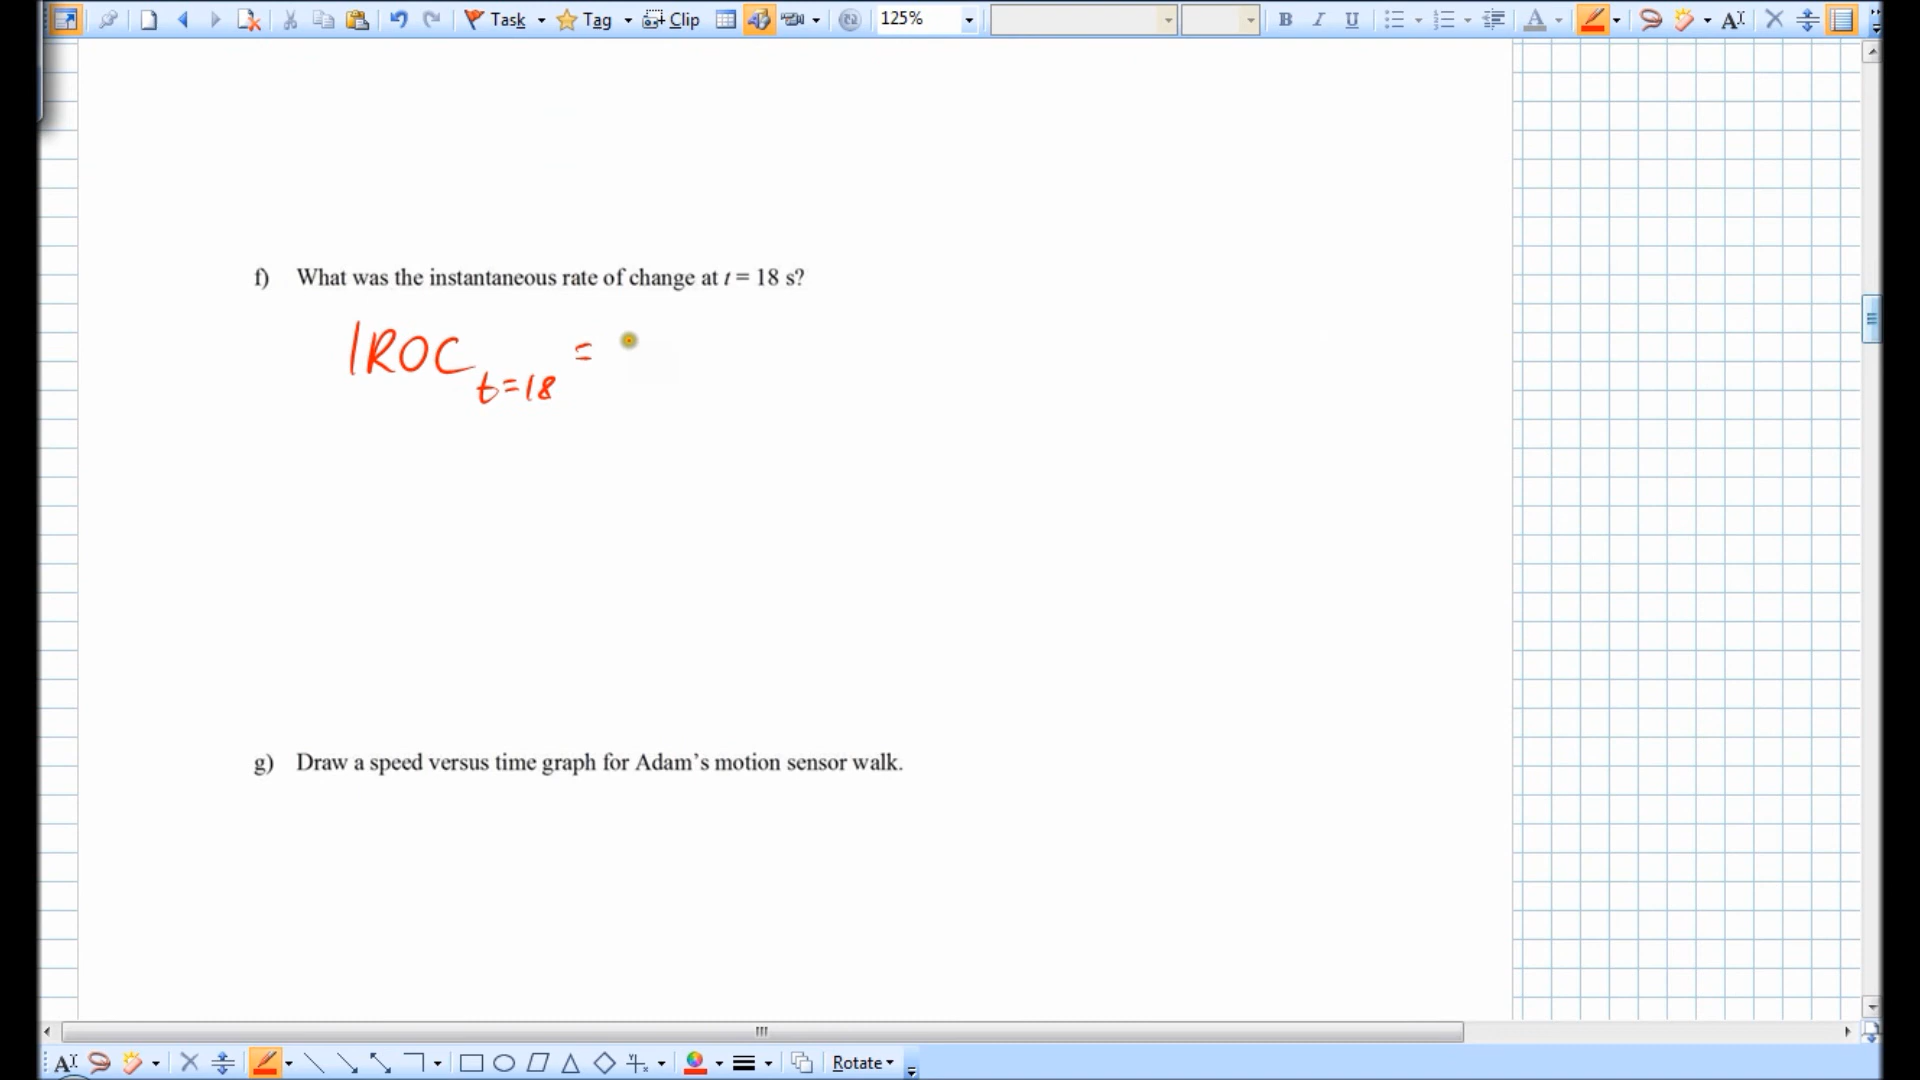 Task Tag Clip 125% B I U A
f) What was the instantaneous rate of change at t = 18 s?
IROC t=18 =
g) Draw a speed versus time graph for Adam's motion sensor walk.
Rotate